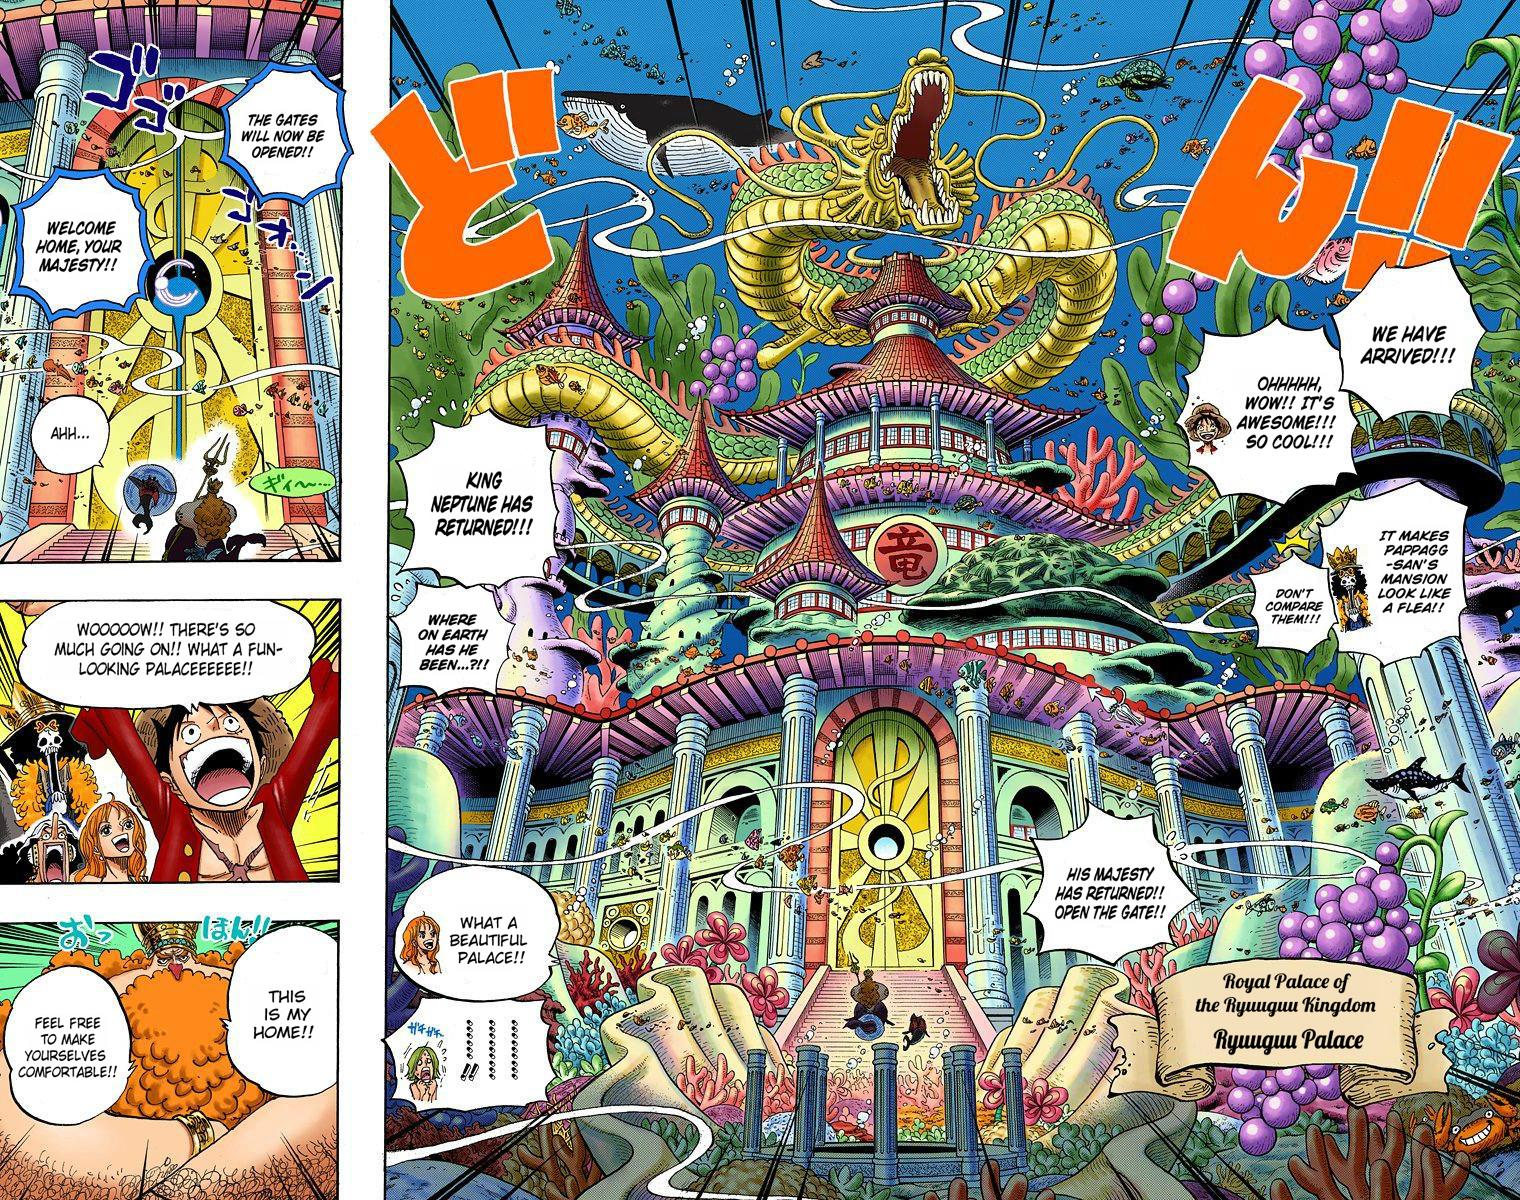 どん!!
WE HAVE
ARRIVED!!!
OHHHHH,
WOW!! IT'S
AWESOME!!!
SO COOL!!!
IT MAKES
PAPPAGG
-SAN'S
MANSION
LOOK LIKE
A FLEA!!
DON'T
COMPARE
THEM!!!
KING
NEPTUNE HAS
RETURNED!!!
WHERE
ON EARTH
HAS HE
BEEN...?!!
竜
HIS MAJESTY
HAS RETURNED!!
OPEN THE GATE!!
WHAT A
BEAUTIFUL
PALACE!!
ガチガチ
Royal Palace of
the Ryuuguu Kingdom
Ryuuguu Palace
ゴゴ
THE GATES
WILL NOW BE
OPENED!!
WELCOME
HOME, YOUR
MAJESTY!!
ゴオ...ン
AHH...
ギィ〜...
WOOOOOW!! THERE'S SO
MUCH GOING ON!! WHAT A FUN-
LOOKING PALACEEEEEE!!
おっほん!!
THIS
IS MY
HOME!!
FEEL FREE
TO MAKE
YOURSELVES
COMFORTABLE!!